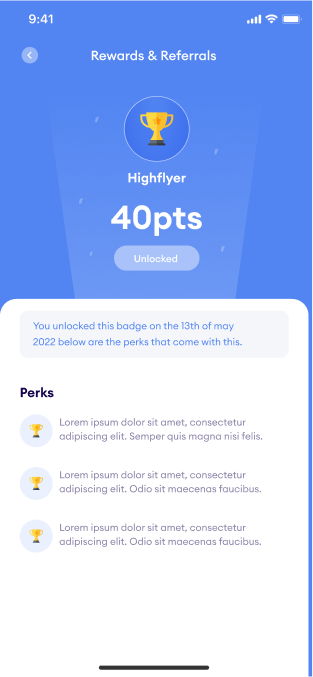 9:41
Rewards & Referrals
Highflyer
40pts
Unlocked
You unlocked this badge on the 13th of may
2022 below are the perks that come with this.
Perks
Lorem ipsum dolor sit amet, consectetur
adipiscing elit. Semper quis magna nisi felis.
Lorem ipsum dolor sit amet, consectetur
adipiscing elit. Odio sit maecenas faucibus.
Lorem ipsum dolor sit amet, consectetur
adipiscing elit. Odio sit maecenas faucibus.